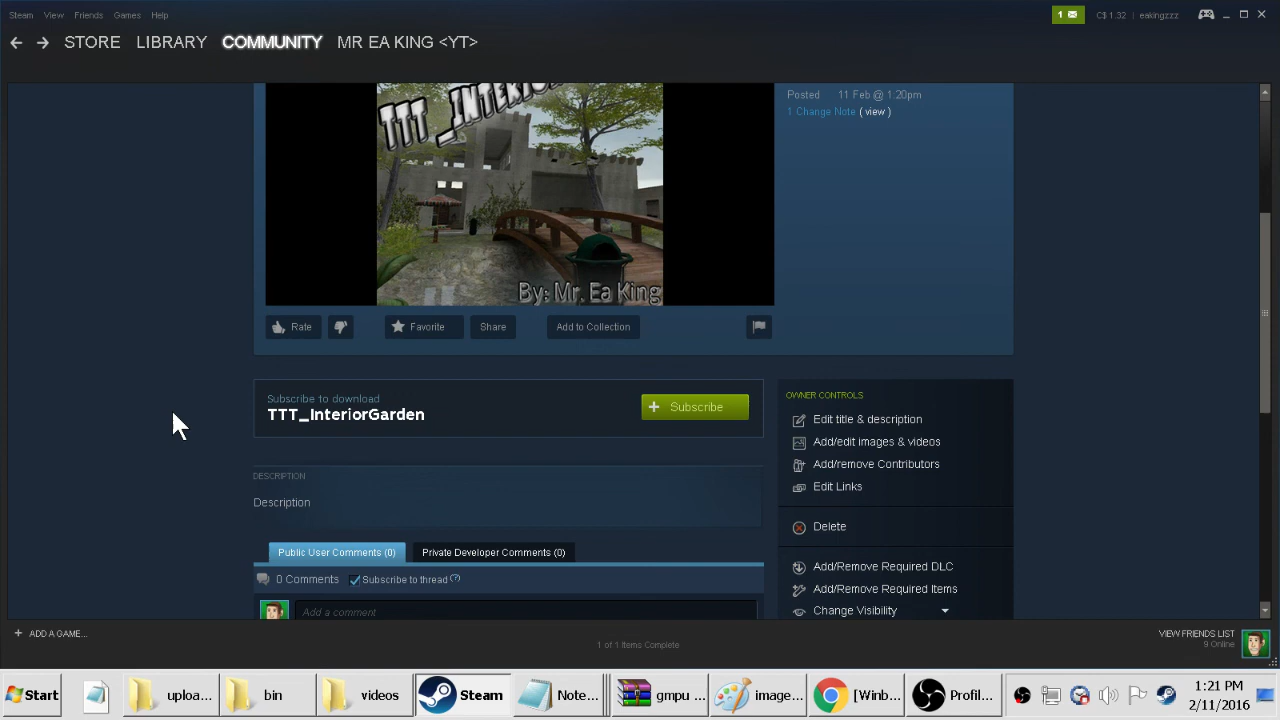 Steam View Friends Games Help
1
C$ 1.32 | eakingzzz
STORE LIBRARY COMMUNITY MR EA KING <YT>
TTT_INTERIOR
By: Mr. Ea King
Posted 11 Feb @ 1:20pm
1 Change Note ( view )
Rate
Favorite
Share
Add to Collection
Subscribe to download
TTT_InteriorGarden
Subscribe
DESCRIPTION
Description
Public User Comments (0)
Private Developer Comments (0)
0 Comments
Subscribe to thread (?)
Add a comment
OWNER CONTROLS
Edit title & description
Add/edit images & videos
Add/remove Contributors
Edit Links
Delete
Add/Remove Required DLC
Add/Remove Required Items
Change Visibility
+ ADD A GAME...
1 of 1 Items Complete
VIEW FRIENDS LIST
9 Online
Start
uploa...
bin
videos
Steam
Note...
gmpu ...
image...
[Winb...
Profil...
1:21 PM
2/11/2016